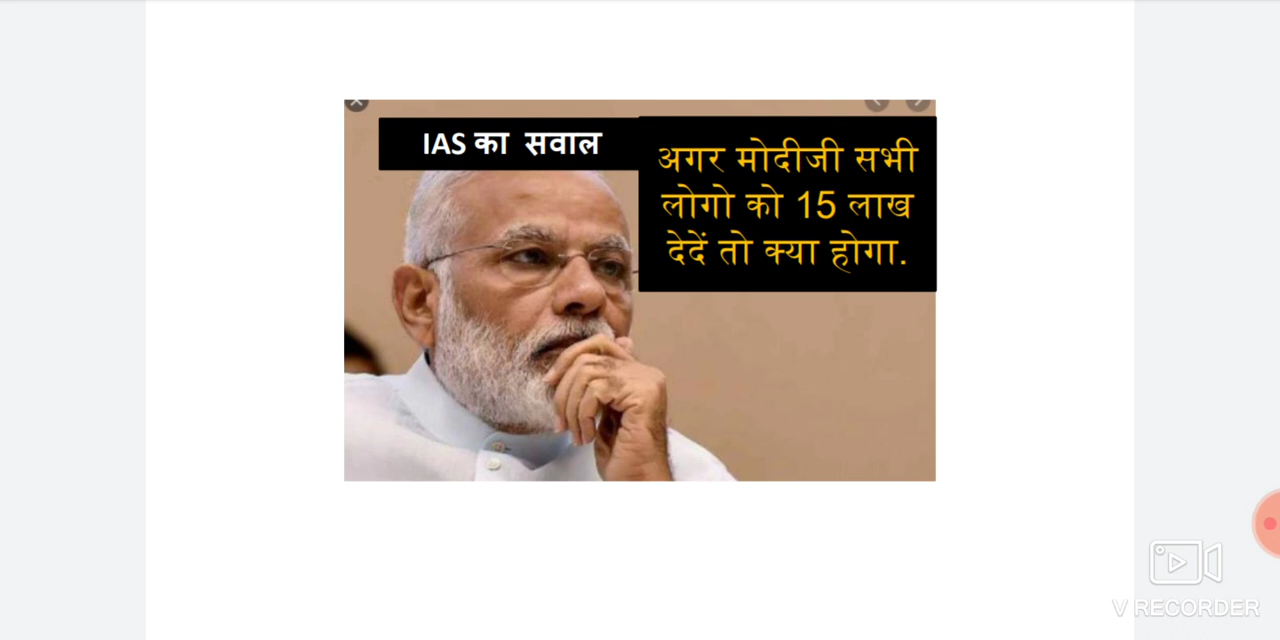 IAS का सवाल
अगर मोदीजी सभी
लोगो को 15 लाख
देदें तो क्या होगा.
V RECORDER